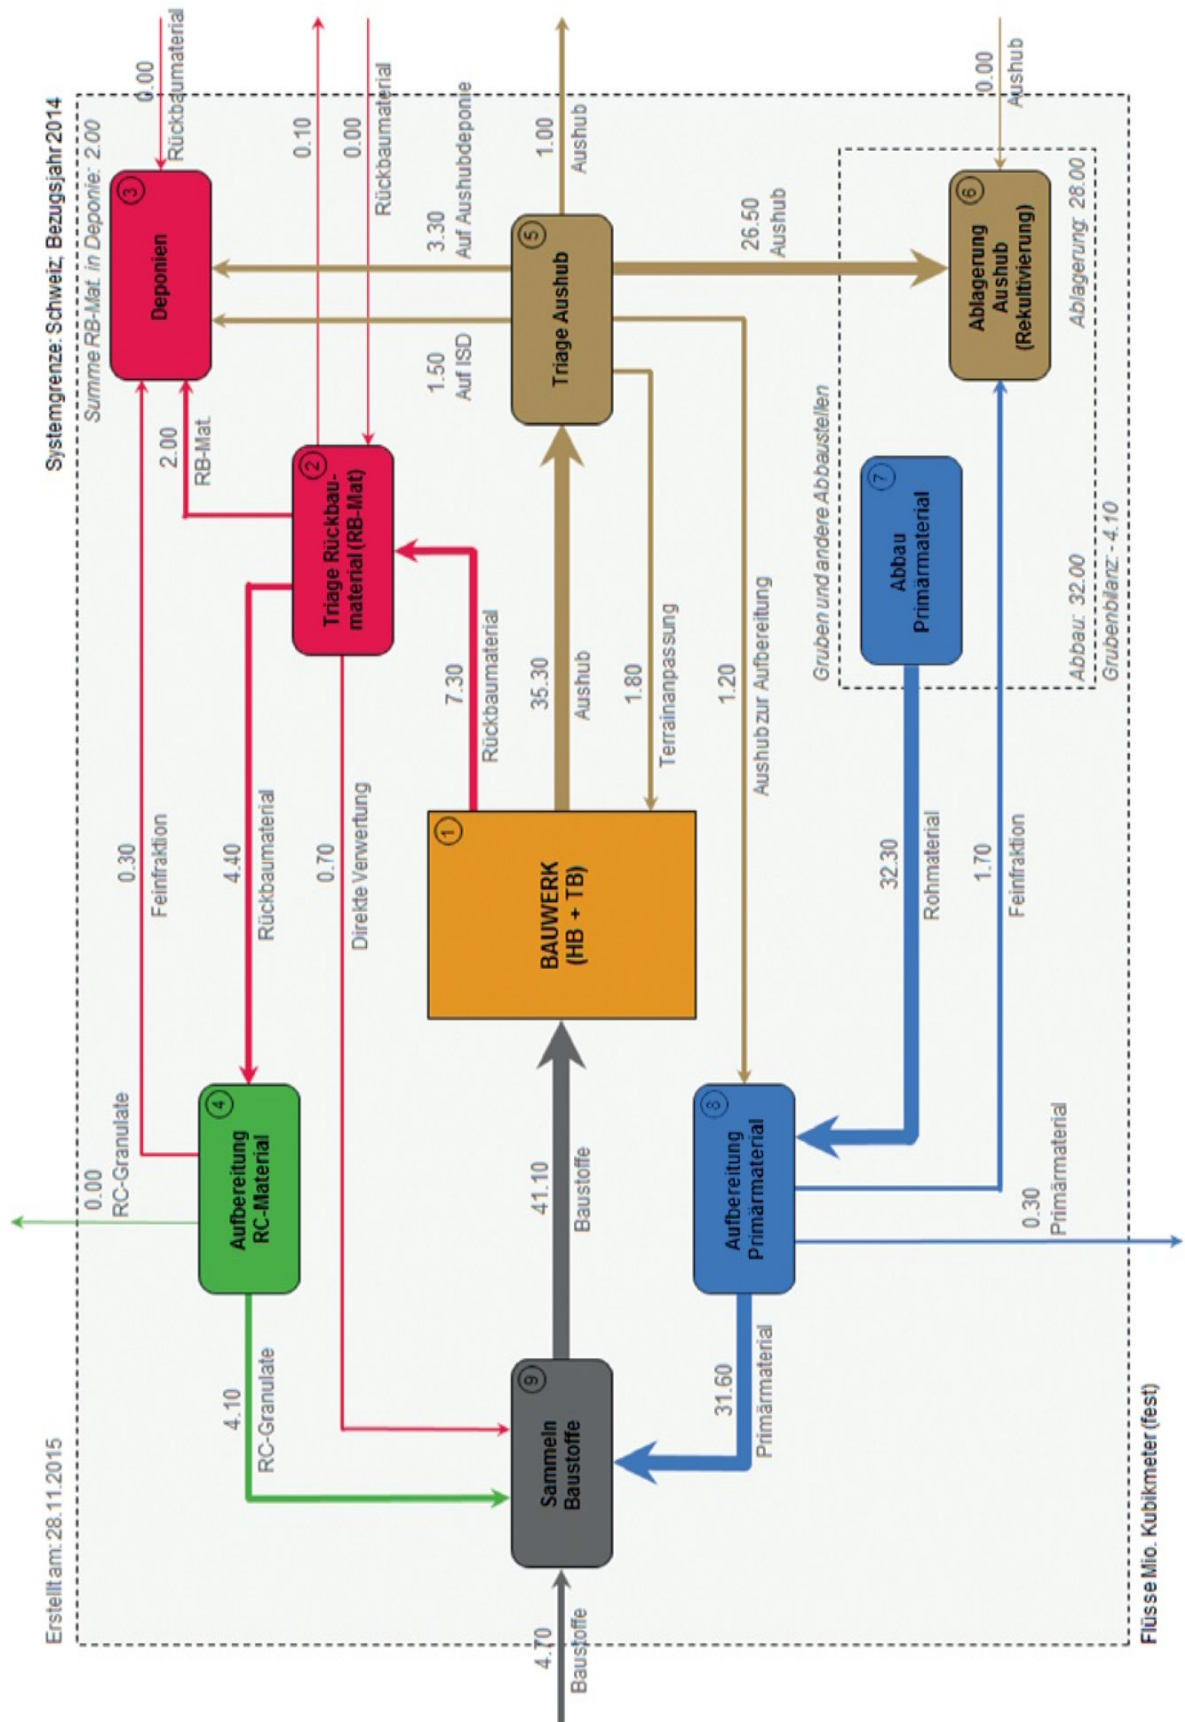 Erstellt am: 28.11.2015
Systemgrenze: Schweiz; Bezugsjahr 2014
Summe RB-Mat. in Deponie: 2.00
0.00
RC-Granulate
0.30
Feinfraktion
2.00
RB-Mat.
3
Deponien
0.00
Rückbaumaterial
4
Aufbereitung
RC-Material
4.10
RC-Granulate
4.40
Rückbaumaterial
0.70
Direkte Verwertung
2
Triage Rückbau-
material (RB-Mat)
0.10
0.00
Rückbaumaterial
7.30
Rückbaumaterial
1.50
Auf ISD
3.30
Auf Aushubdeponie
4.70
Baustoffe
9
Sammeln
Baustoffe
41.10
Baustoffe
1
BAUWERK
(HB + TB)
35.30
Aushub
5
Triage Aushub
1.00
Aushub
1.80
Terrainanpassung
1.20
Aushub zur Aufbereitung
26.50
Aushub
31.60
Primärmaterial
8
Aufbereitung
Primärmaterial
32.30
Rohmaterial
Gruben und andere Abbaustellen
7
Abbau
Primärmaterial
6
Ablagerung
Aushub
(Rekultivierung)
0.00
Aushub
1.70
Feinfraktion
0.30
Primärmaterial
Abbau: 32.00
Ablagerung: 28.00
Grubenbilanz: - 4.10
Flüsse Mio. Kubikmeter (fest)